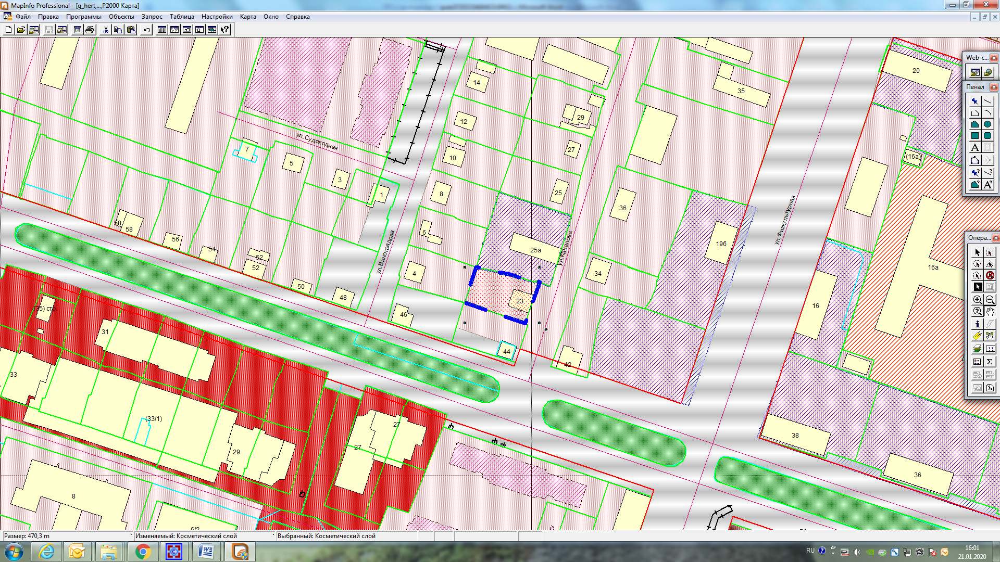 MapInfo Professional - [g_hert,...,P2000 Карта]
Файл Правка Программы Объекты Запрос Таблица Настройки Карта Окно Справка
Web-с...
Пенал
Опера...
20
14
35
29
12
(16а)
ул.Судоходная
7
27
10
5
3
25
8
1
36
ул.Физкультурная
58
58
6
56
19б
54
25а
ул.Виноградова
ул.Качалова
52
52
4
34
16а
50
48
23
16
(35) стр.
46
31
44
42
33
(33/1)
27
38
27
29
36
8
6/2
Размер: 470,3 m
Изменяемый: Косметический слой
Выбранный: Косметический слой
RU
16:01
21.01.2020